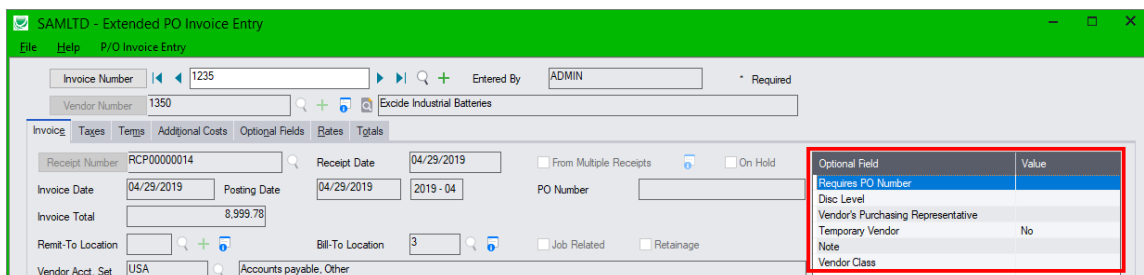 SAMLTD - Extended PO Invoice Entry
File Help P/O Invoice Entry
Invoice Number 1235 Entered By ADMIN * Required
Vendor Number 1350 Excide Industrial Batteries
Invoice Taxes Terms Additional Costs Optional Fields Rates Totals
Receipt Number RCP00000014 Receipt Date 04/29/2019 From Multiple Receipts On Hold Optional Field Value
Invoice Date 04/29/2019 Posting Date 04/29/2019 2019 - 04 PO Number Requires PO Number
Disc Level
Invoice Total 8,999.78 Vendor's Purchasing Representative
Remit-To Location Bill-To Location 3 Job Related Retainage Temporary Vendor No
Note
Vendor Acct. Set USA Accounts payable, Other Vendor Class